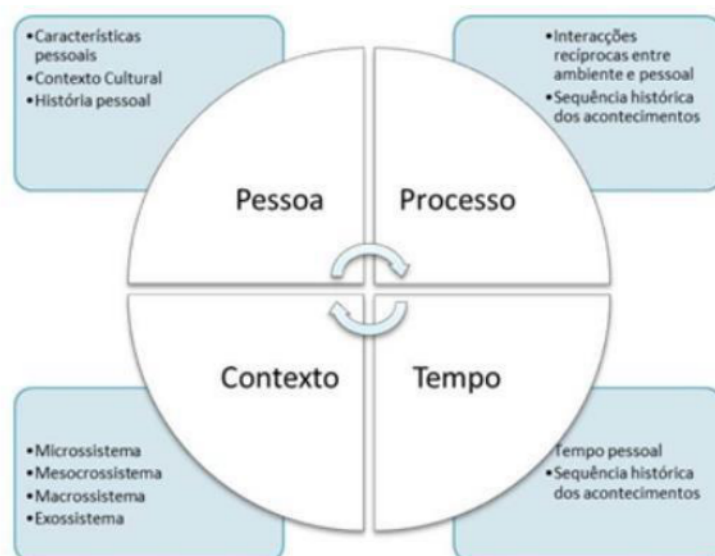 •Características
pessoais
•Contexto Cultural
•História pessoal
•Interacções
recíprocas entre
ambiente e pessoal
•Sequência histórica
dos acontecimentos
Pessoa
Processo
Contexto
Tempo
•Microssistema
•Mesocrossistema
•Macrossistema
•Exossistema
Tempo pessoal
•Sequência histórica
dos acontecimentos